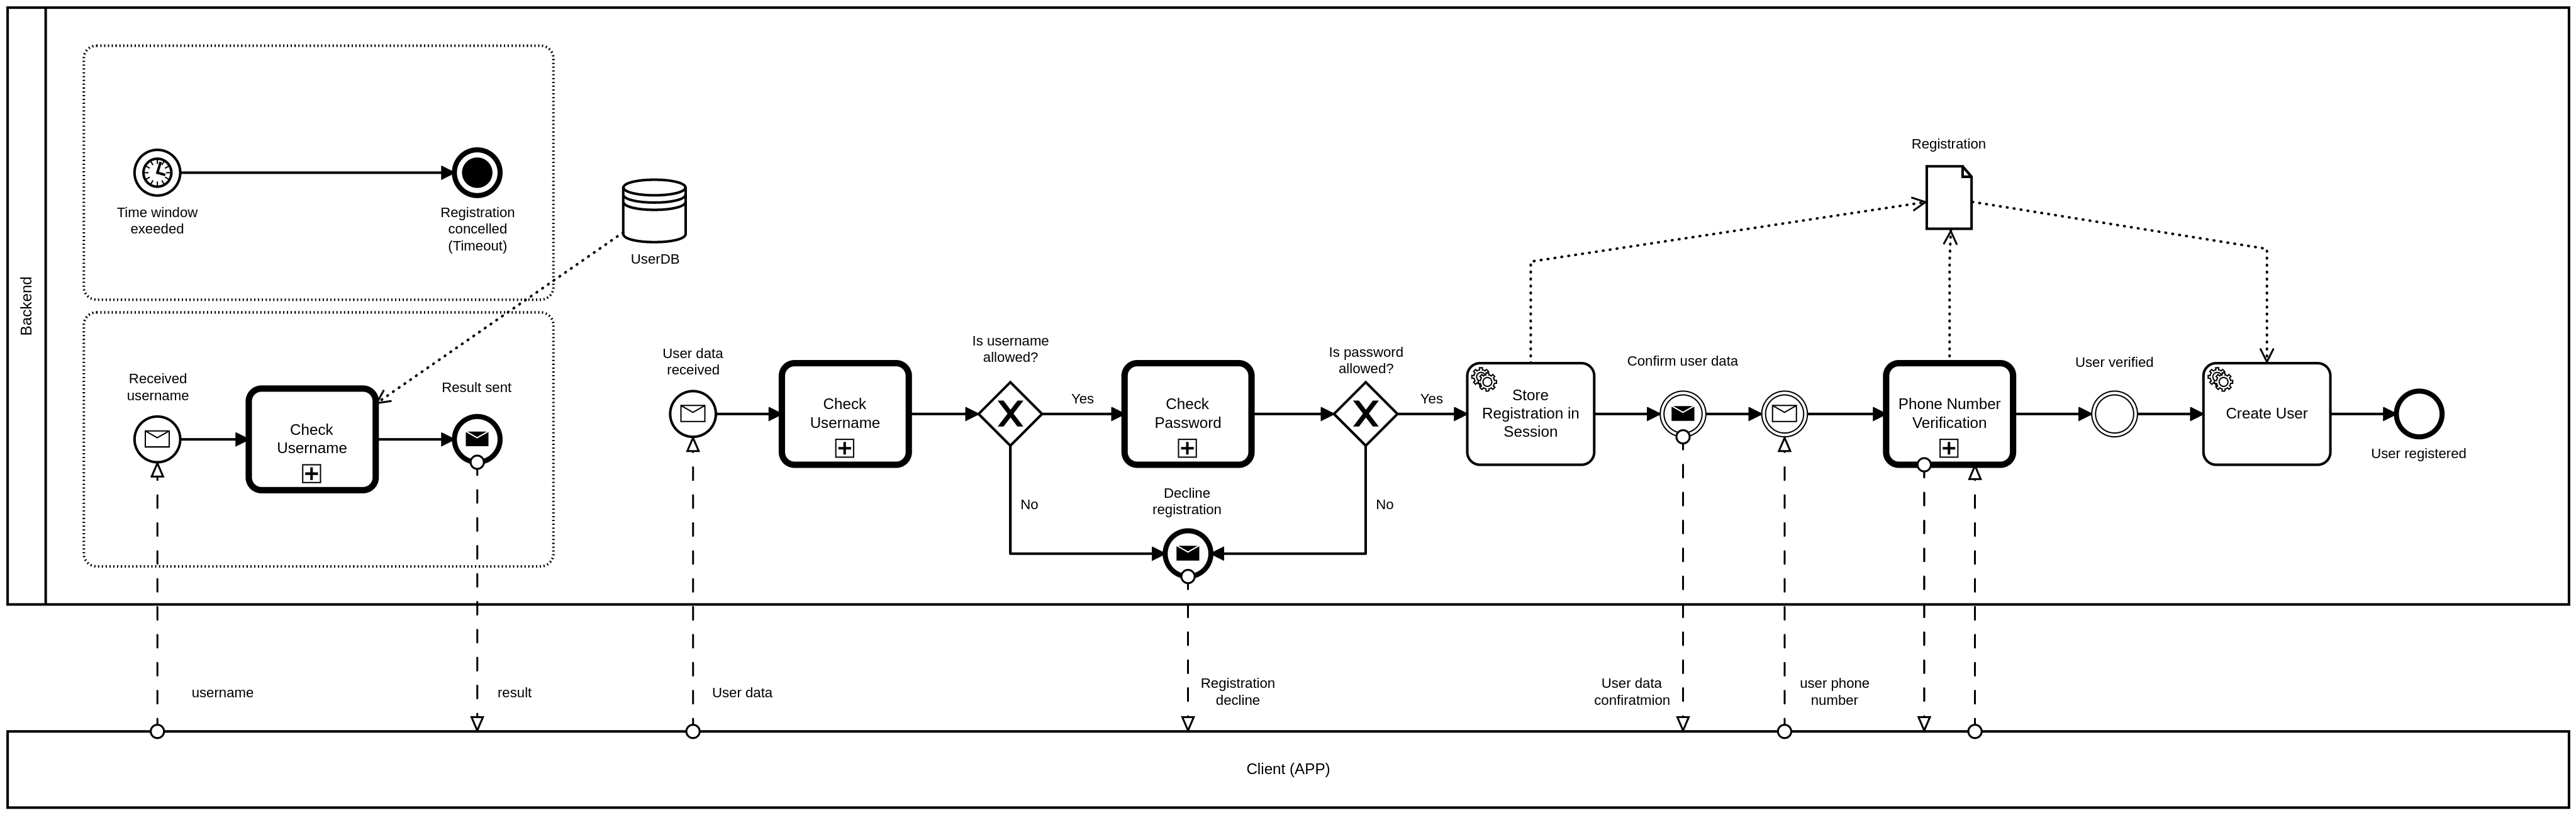 Backend
Time window
exeeded
Registration
concelled
(Timeout)
UserDB
Received
username
Check
Username
Result sent
User data
received
Check
Username
Is username
allowed?
Yes
No
Check
Password
Decline
registration
Is password
allowed?
Yes
No
Store
Registration in
Session
Confirm user data
Registration
Phone Number
Verification
User verified
Create User
User registered
username
result
User data
Registration
decline
User data
confiratmion
user phone
number
Client (APP)